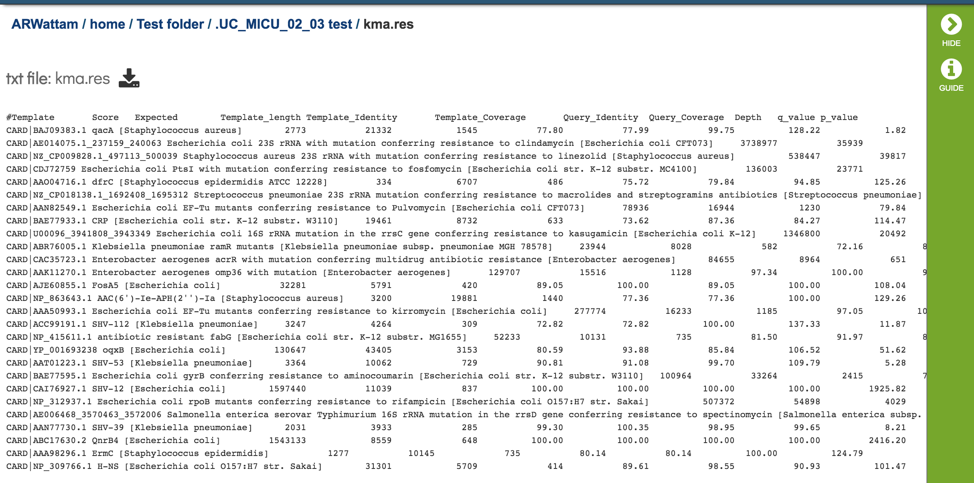 ARWattam / home / Test folder / .UC_MICU_02_03 test / kma.res
HIDE
GUIDE
txt file: kma.res
#Template Score Expected Template_length Template_Identity Template_Coverage Query_Identity Query_Coverage Depth q_value p_value
CARD|BAJ09383.1 qacA [Staphylococcus aureus] 2773 21332 1545 77.80 77.99 99.75 128.22 1.82
CARD|AE014075.1_237159_240063 Escherichia coli 23S rRNA with mutation conferring resistance to clindamycin [Escherichia coli CFT073] 3738977 35939
CARD|NZ_CP009828.1_497113_500039 Staphylococcus aureus 23S rRNA with mutation conferring resistance to linezolid [Staphylococcus aureus] 538447 39817
CARD|CDJ72759 Escherichia coli PtsI with mutation conferring resistance to fosfomycin [Escherichia coli str. K-12 substr. MC4100] 136003 23771
CARD|AAO04716.1 dfrC [Staphylococcus epidermidis ATCC 12228] 334 6707 486 75.72 79.84 94.85 125.26
CARD|NZ_CP018138.1_1692408_1695312 Streptococcus pneumoniae 23S rRNA mutation conferring resistance to macrolides and streptogramins antibiotics [Streptococcus pneumoniae]
CARD|AAN82549.1 Escherichia coli EF-Tu mutants conferring resistance to Pulvomycin [Escherichia coli CFT073] 78936 16944 1230 79.84
CARD|BAE77933.1 CRP [Escherichia coli str. K-12 substr. W3110] 19461 8732 633 73.62 87.36 84.27 114.47
CARD|U00096_3941808_3943349 Escherichia coli 16S rRNA mutation in the rrsC gene conferring resistance to kasugamicin [Escherichia coli K-12] 1346800 20492
CARD|ABR76005.1 Klebsiella pneumoniae ramR mutants [Klebsiella pneumoniae subsp. pneumoniae MGH 78578] 23944 8028 582 72.16 8
CARD|CAC35723.1 Enterobacter aerogenes acrR with mutation conferring multidrug antibiotic resistance [Enterobacter aerogenes] 84655 8964 651
CARD|AAK11270.1 Enterobacter aerogenes omp36 with mutation [Enterobacter aerogenes] 129707 15516 1128 97.34 100.00 9
CARD|AJE60855.1 FosA5 [Escherichia coli] 32281 5791 420 89.05 100.00 89.05 108.04
CARD|NP_863643.1 AAC(6')-Ie-APH(2'')-Ia [Staphylococcus aureus] 3200 19881 1440 77.36 77.36 100.00 129.26
CARD|AAA50993.1 Escherichia coli EF-Tu mutants conferring resistance to kirromycin [Escherichia coli] 277774 16233 1185 97.05 10
CARD|ACC99191.1 SHV-112 [Klebsiella pneumoniae] 3247 4264 309 72.82 72.82 100.00 137.33 11.87
CARD|NP_415611.1 antibiotic resistant fabG [Escherichia coli str. K-12 substr. MG1655] 52233 10131 735 81.50 91.97 8
CARD|YP_001693238 oqxB [Escherichia coli] 130647 43405 3153 80.59 93.88 85.84 106.52 51.62
CARD|AAT01223.1 SHV-53 [Klebsiella pneumoniae] 3364 10062 729 90.81 91.08 99.70 109.79 5.28
CARD|BAE77595.1 Escherichia coli gyrB conferring resistance to aminocoumarin [Escherichia coli str. K-12 substr. W3110] 100964 33264 2415 7
CARD|CAI76927.1 SHV-12 [Escherichia coli] 1597440 11039 837 100.00 100.00 100.00 1925.82
CARD|NP_312937.1 Escherichia coli rpoB mutants conferring resistance to rifampicin [Escherichia coli O157:H7 str. Sakai] 507372 54898 4029
CARD|AE006468_3570463_3572006 Salmonella enterica serovar Typhimurium 16S rRNA mutation in the rrsD gene conferring resistance to spectinomycin [Salmonella enterica subsp.
CARD|AAN77730.1 SHV-39 [Klebsiella pneumoniae] 2031 3933 285 99.30 100.35 98.95 99.65 8.21
CARD|ABC17630.2 QnrB4 [Escherichia coli] 1543133 8559 648 100.00 100.00 100.00 2416.20
CARD|AAA98296.1 ErmC [Staphylococcus epidermidis] 1277 10145 735 80.14 80.14 100.00 124.79
CARD|NP_309766.1 H-NS [Escherichia coli O157:H7 str. Sakai] 31301 5709 414 89.61 98.55 90.93 101.47